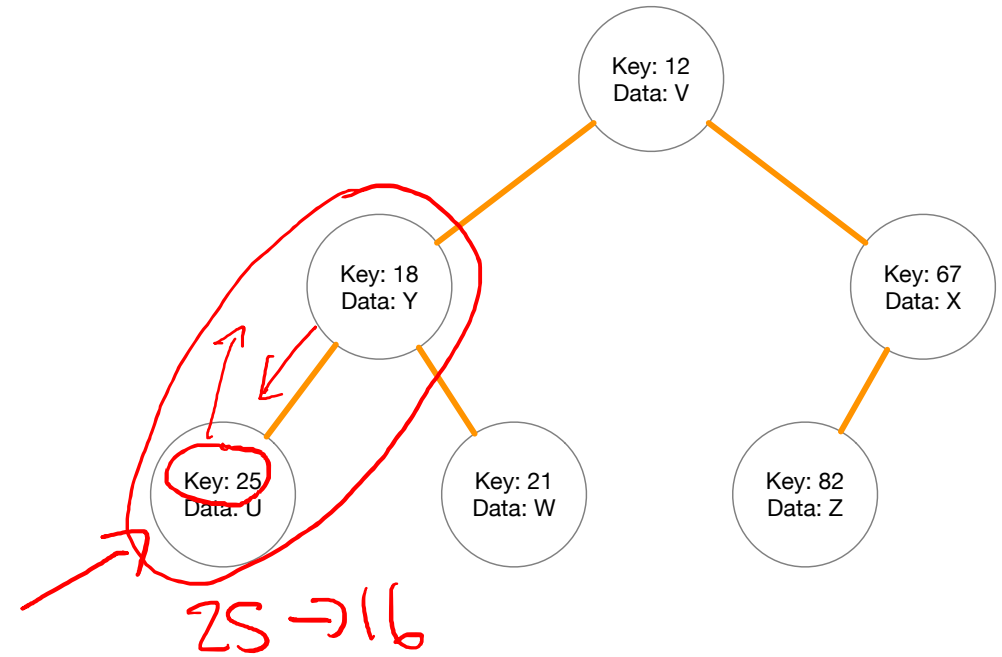 Key: 12
Data: V
Key: 18
Data: Y
Key: 67
Data: X
Key: 25
Data: U
Key: 21
Data: W
Key: 82
Data: Z
25 → 16